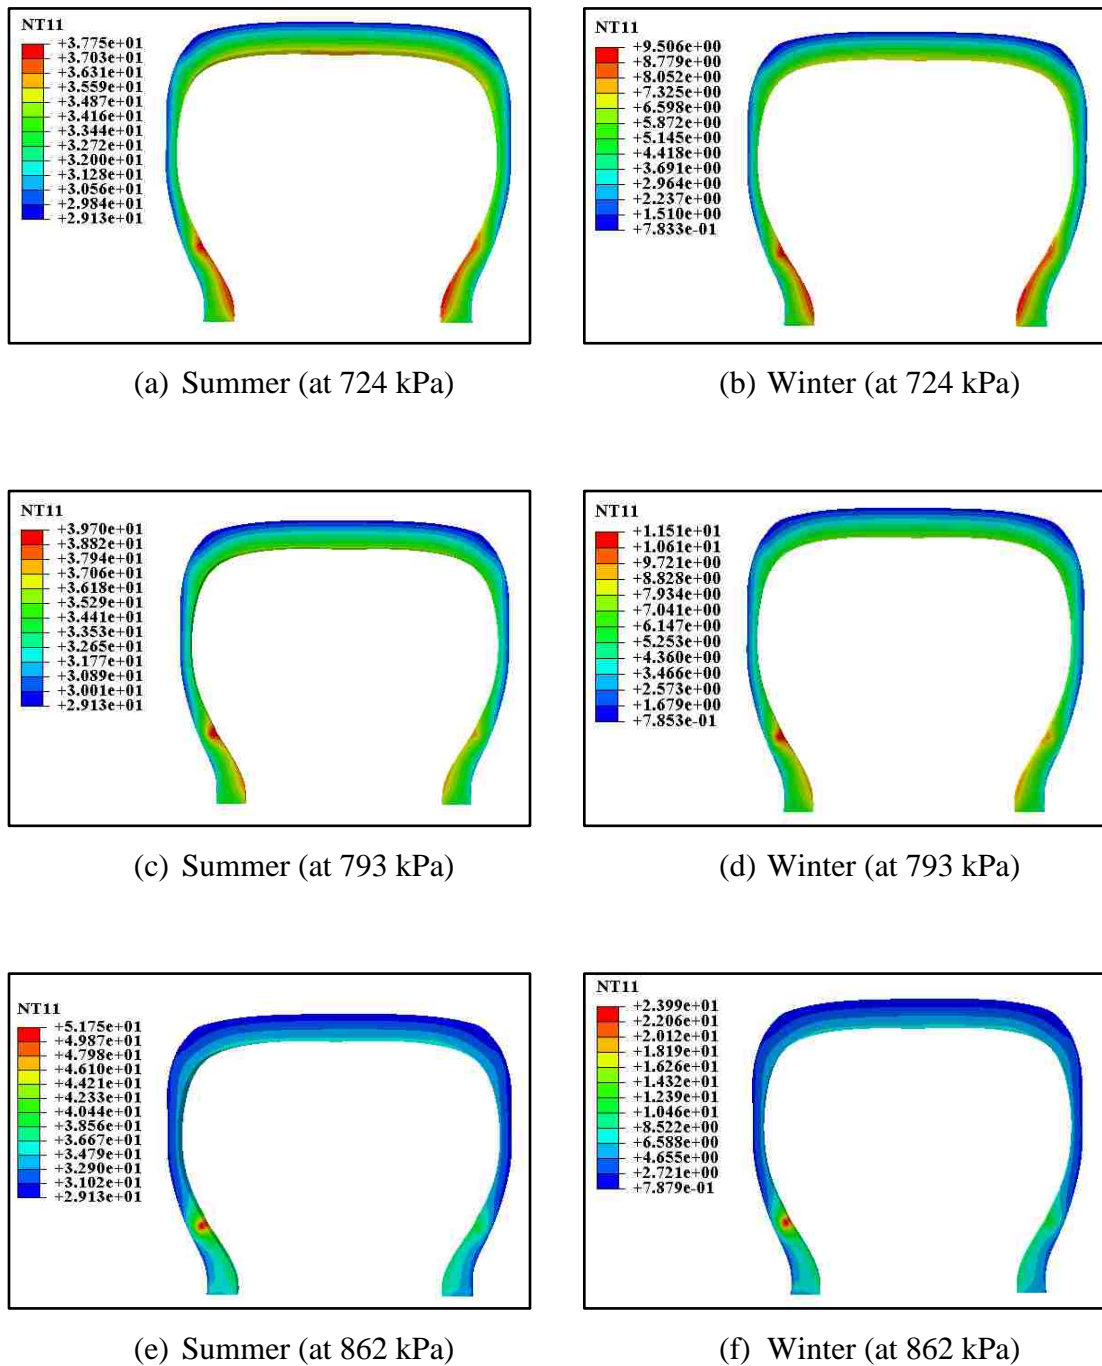 NT11
+3.775e+01
+3.703e+01
+3.631e+01
+3.559e+01
+3.487e+01
+3.416e+01
+3.344e+01
+3.272e+01
+3.200e+01
+3.128e+01
+3.056e+01
+2.984e+01
+2.913e+01
NT11
+9.506e+00
+8.779e+00
+8.052e+00
+7.325e+00
+6.598e+00
+5.872e+00
+5.145e+00
+4.418e+00
+3.691e+00
+2.964e+00
+2.237e+00
+1.510e+00
+7.833e-01
(a) Summer (at 724 kPa)
(b) Winter (at 724 kPa)
NT11
+3.970e+01
+3.882e+01
+3.794e+01
+3.706e+01
+3.618e+01
+3.529e+01
+3.441e+01
+3.353e+01
+3.265e+01
+3.177e+01
+3.089e+01
+3.001e+01
+2.913e+01
NT11
+1.151e+01
+1.061e+01
+9.721e+00
+8.828e+00
+7.934e+00
+7.041e+00
+6.147e+00
+5.253e+00
+4.360e+00
+3.466e+00
+2.573e+00
+1.679e+00
+7.853e-01
(c) Summer (at 793 kPa)
(d) Winter (at 793 kPa)
NT11
+5.175e+01
+4.987e+01
+4.798e+01
+4.610e+01
+4.421e+01
+4.233e+01
+4.044e+01
+3.856e+01
+3.667e+01
+3.479e+01
+3.290e+01
+3.102e+01
+2.913e+01
NT11
+2.399e+01
+2.206e+01
+2.012e+01
+1.819e+01
+1.626e+01
+1.432e+01
+1.239e+01
+1.046e+01
+8.522e+00
+6.588e+00
+4.655e+00
+2.721e+00
+7.879e-01
(e) Summer (at 862 kPa)
(f) Winter (at 862 kPa)